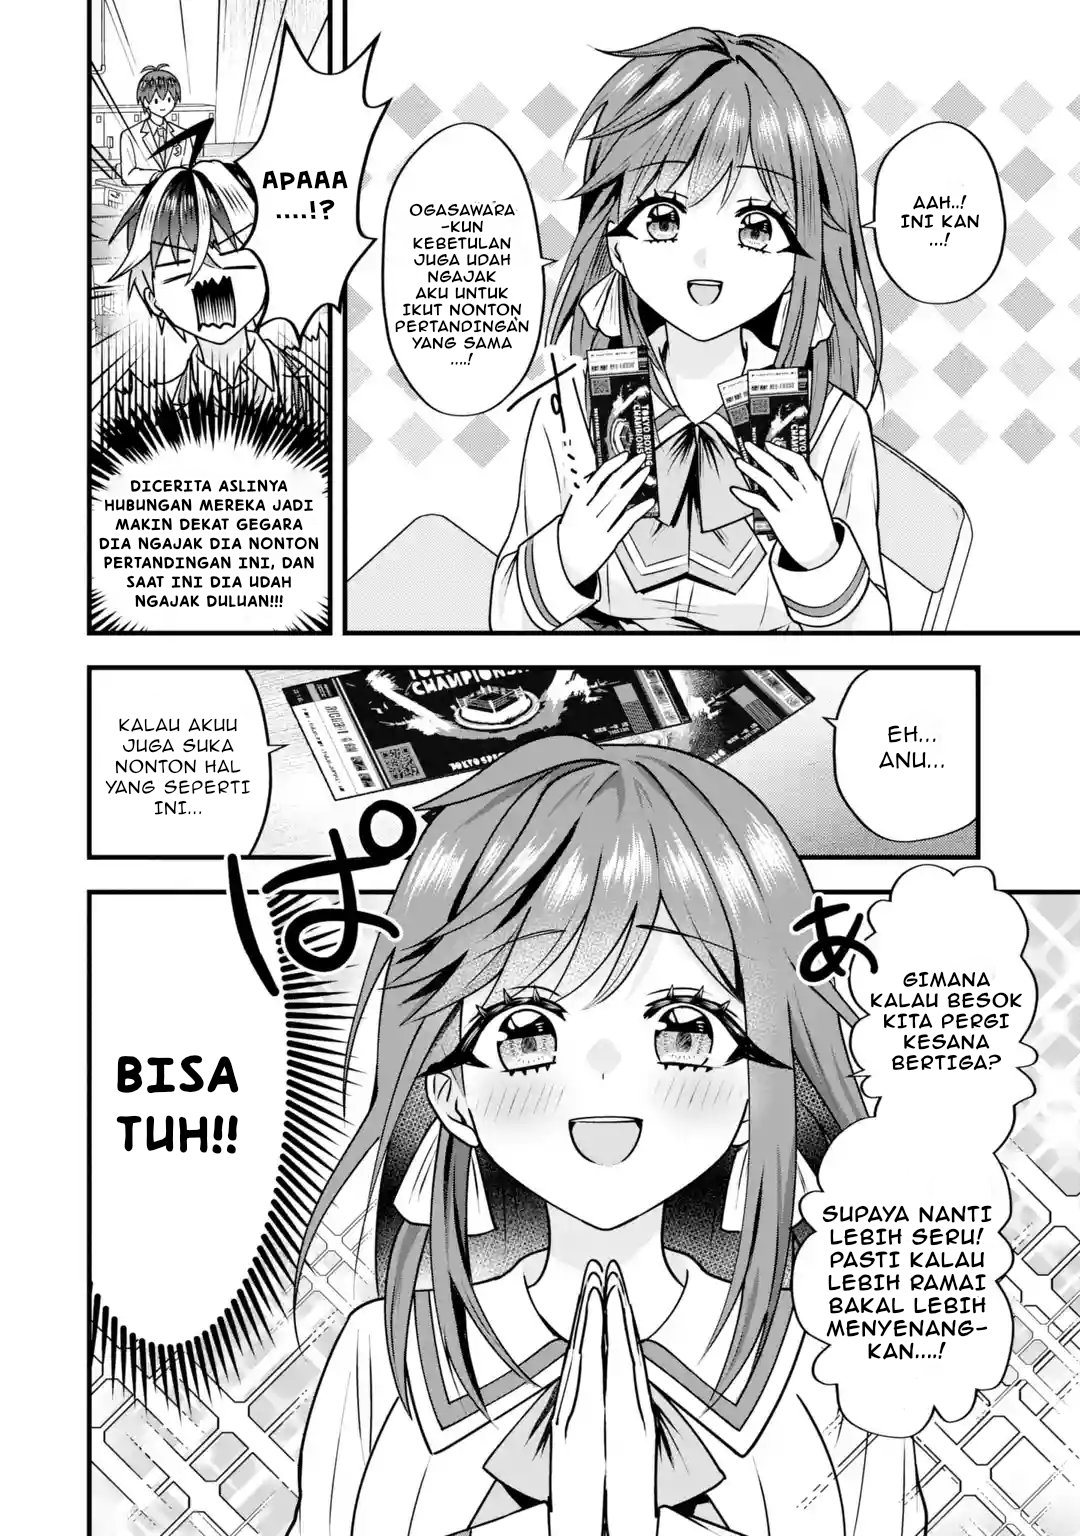 AAH..!
INI KAN
...!
OGASAWARA
-KUN
KEBETULAN
JUGA UDAH
NGAJAK
AKU UNTUK
IKUT NONTON
PERTANDINGAN
YANG SAMA
....!
TOKYO BOXING
CHAMPIONS
TOKYO
CHAMP
APAAA
....!?
DICERITA ASLINYA
HUBUNGAN MEREKA JADI
MAKIN DEKAT GEGARA
DIA NGAJAK DIA NONTON
PERTANDINGAN INI, DAN
SAAT INI DIA UDAH
NGAJAK DULUAN!!!
EH...
ANU...
CHAMPIONSH
KALAU AKUU
JUGA SUKA
NONTON HAL
YANG SEPERTI
INI...
ぱ
あ
GIMANA
KALAU BESOK
KITA PERGI
KESANA
BERTIGA?
SUPAYA NANTI
LEBIH SERU!
PASTI KALAU
LEBIH RAMAI
BAKAL LEBIH
MENYENANG-
KAN....!
BISA
TUH!!